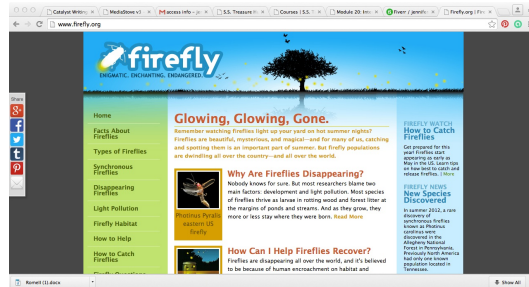 Catalyst Writing
MediaStove.v3
access info – jo
S.S. Treasure
Courses | S.S. T
Module 20: Ima
Fiverr / jennife
Firefly.org | Fire
www.firefly.org
firefly
ENIGMATIC. ENCHANTING. ENDANGERED.
Share
Home
Facts About
Fireflies
Types of Fireflies
Synchronous
Fireflies
Disappearing
Fireflies
Light Pollution
Firefly Habitat
How to Help
How to Catch
Fireflies
Glowing, Glowing, Gone.
Remember watching fireflies light up your yard on hot summer nights?
Fireflies are beautiful, mysterious, and magical—and for many of us, catching
and spotting them is an important part of summer. But firefly populations
are dwindling all over the country—and all over the world.
Photinus Pyralis
eastern US
firefly
Why Are Fireflies Disappearing?
Nobody knows for sure. But most researchers blame two
main factors: development and light pollution. Most species
of fireflies thrive as larvae in rotting wood and forest litter at
the margins of ponds and streams. And as they grow, they
more or less stay where they were born. Read More
How Can I Help Fireflies Recover?
Fireflies are disappearing all over the world, and it's believed
to be because of human encroachment on habitat and
FIREFLY WATCH
How to Catch
Fireflies
Get prepared for this
year! Fireflies start
appearing as early as
May in the US. Learn tips
on how best to catch and
release fireflies. | More
FIREFLY NEWS
New Species
Discovered
In summer 2012, a rare
discovery of
synchronous fireflies
known as Photinus
carolinus were
discovered in the
Allegheny National
Forest in Pennsylvania.
Previously North America
had only one known
population located in
Tennessee.
Romell (1).docx
Show All